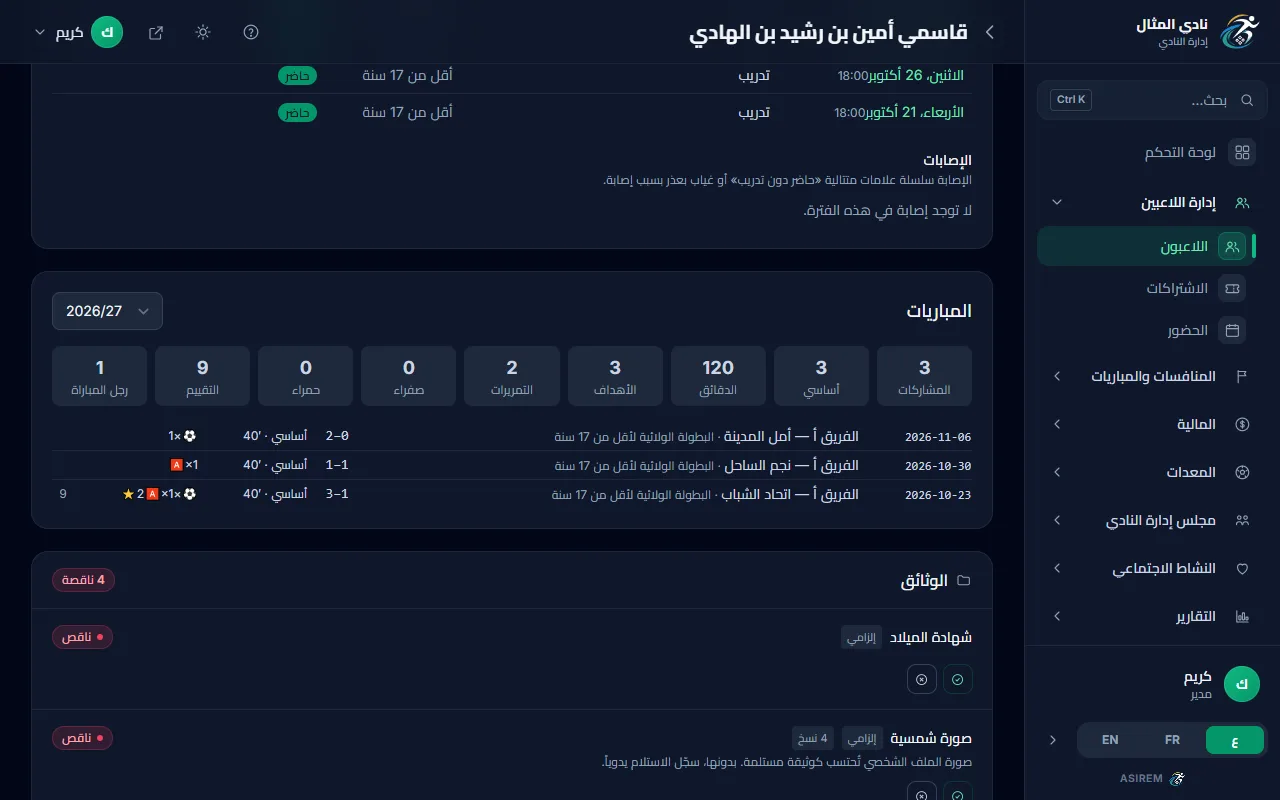 نادي المثال
إدارة النادي
بحث...
Ctrl K
لوحة التحكم
إدارة اللاعبين
اللاعبون
الاشتراكات
الحضور
المنافسات والمباريات
المالية
المعدات
مجلس إدارة النادي
النشاط الاجتماعي
التقارير
ك
كريم
مدير
ع
FR
EN
ASIREM
قاسمي أمين بن رشيد بن الهادي
ك كريم
الاثنين، 26 أكتوبر 18:00 تدريب أقل من 17 سنة حاضر
الأربعاء، 21 أكتوبر 18:00 تدريب أقل من 17 سنة حاضر
الإصابات
الإصابة سلسلة علامات متتالية «حاضر دون تدريب» أو غياب بعذر بسبب إصابة.
لا توجد إصابة في هذه الفترة.
المباريات
2026/27
3 المشاركات
3 أساسي
120 الدقائق
3 الأهداف
2 التمريرات
0 صفراء
0 حمراء
9 التقييم
1 رجل المباراة
2026-11-06 الفريق أ — أمل المدينة · البطولة الولائية لأقل من 17 سنة 2–0 أساسي · 40′ ⚽×1
2026-10-30 الفريق أ — نجم الساحل · البطولة الولائية لأقل من 17 سنة 1–1 أساسي · 40′ 🅰×1
2026-10-23 الفريق أ — اتحاد الشباب · البطولة الولائية لأقل من 17 سنة 3–1 أساسي · 40′ ⚽×1 🅰×2 ⭐ 9
الوثائق
4 ناقصة
شهادة الميلاد إلزامي
ناقص
صورة شمسية إلزامي 4 نسخ
ناقص
صورة الملف الشخصي تُحتسب كوثيقة مستلمة. بدونها، سجّل الاستلام يدوياً.